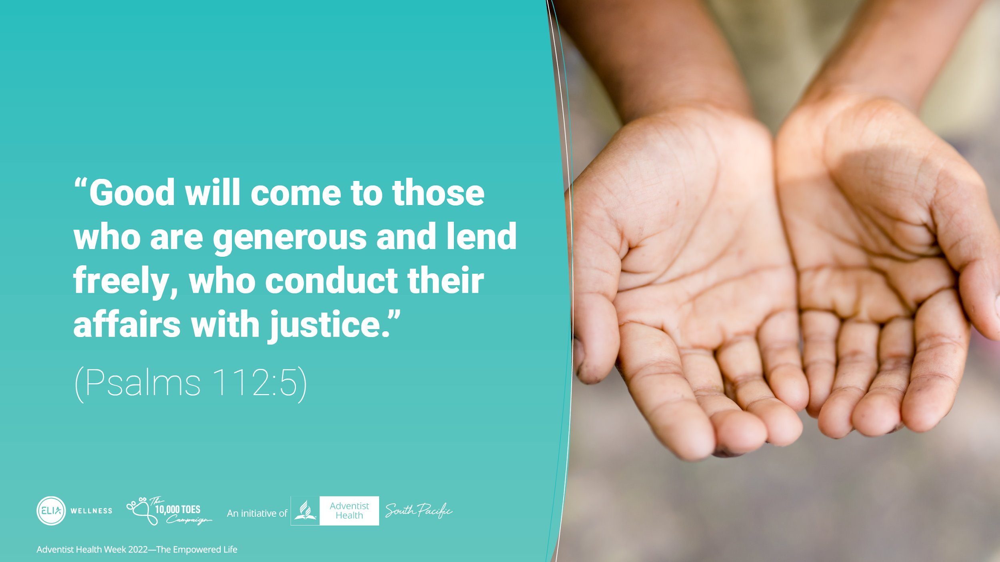 “Good will come to those
who are generous and lend
freely, who conduct their
affairs with justice.”
(Psalms 112:5)
ELIA WELLNESS
The
10,000 TOES
Campaign
An initiative of
Adventist
Health
South Pacific
Adventist Health Week 2022—The Empowered Life